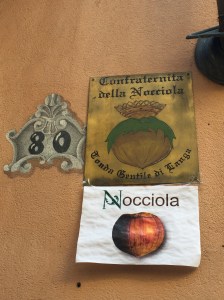 80
Confraternita
della Nocciola
Tonda Gentile di Langa
Nocciola